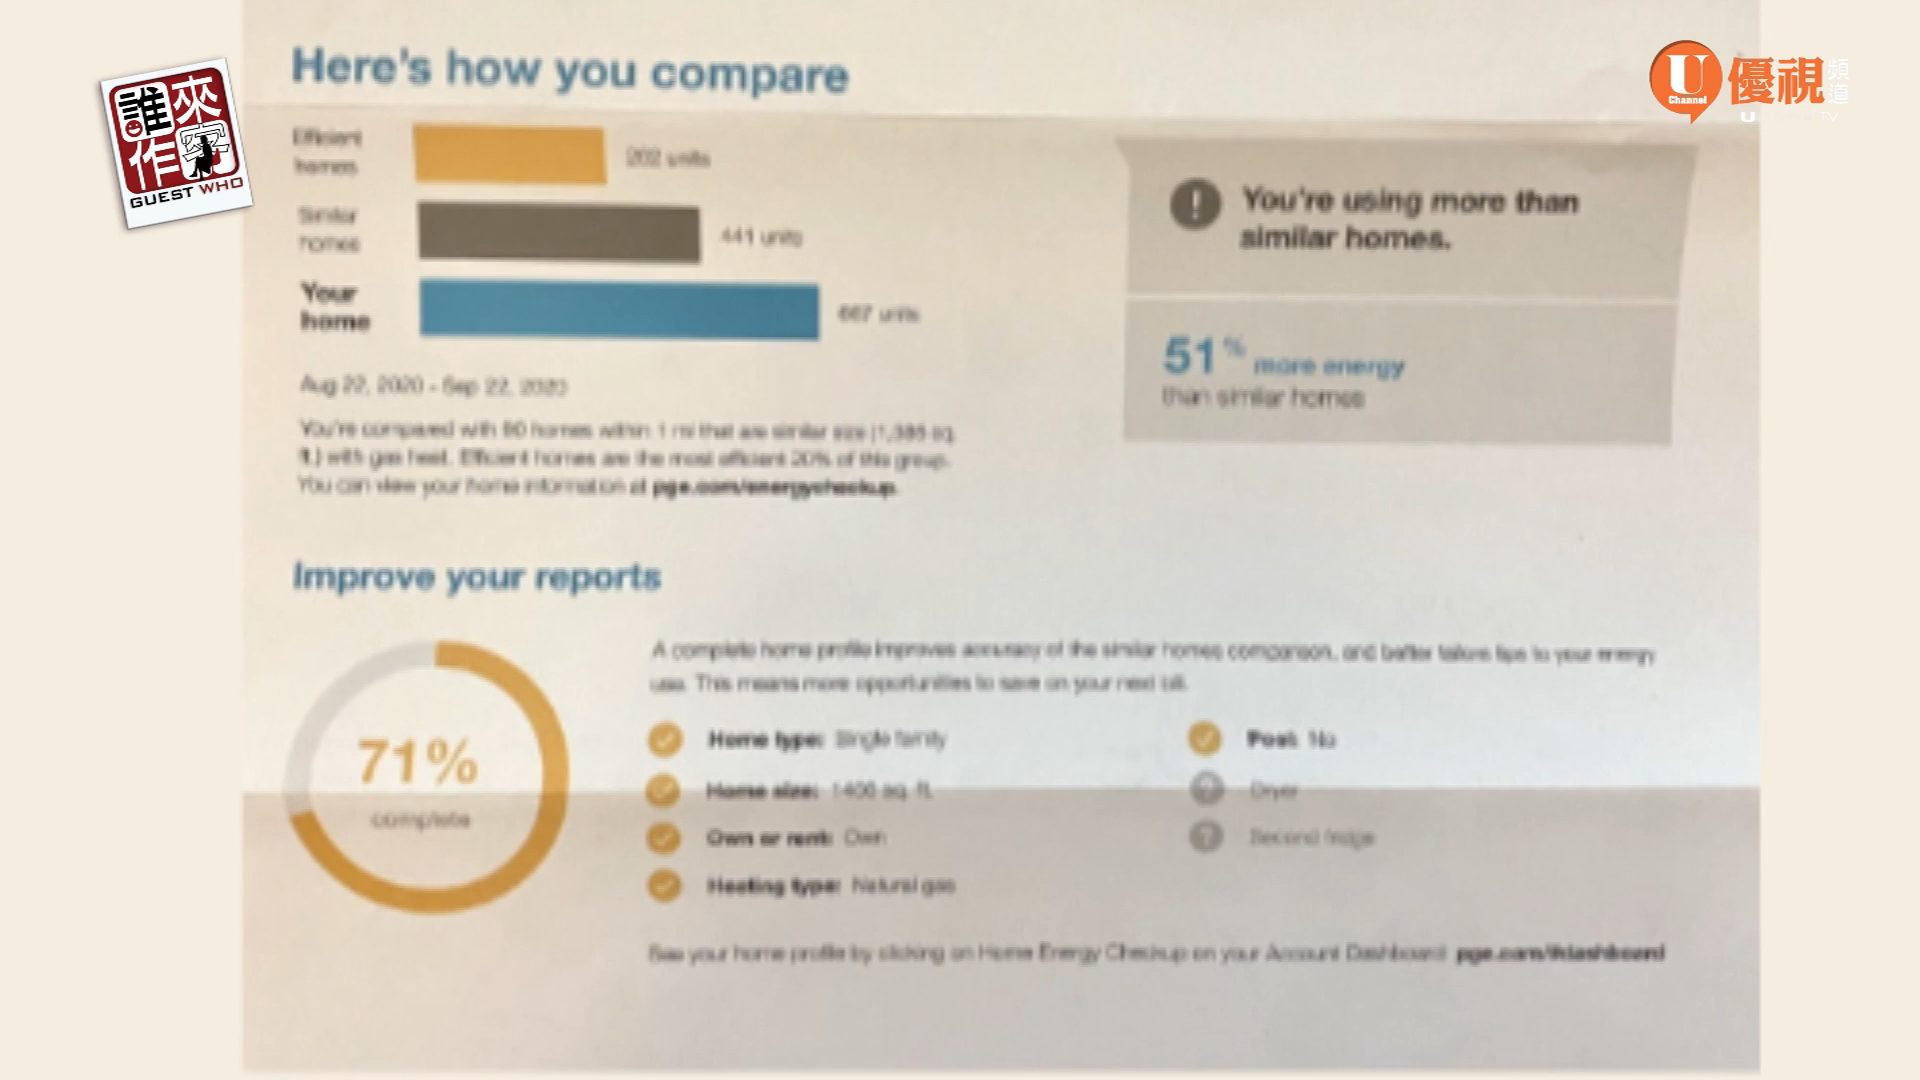 Here's how you compare
誰來
作客
GUEST WHO
U
Channel
優視
頻道
Efficient
homes
202 units
Similar
homes
441 units
Your
home
667 units
You're using more than
similar homes.
51% more energy
than similar homes
Aug 22, 2020 - Sep 22, 2020
You're compared with 60 homes within 1 mi that are similar size
ft.) with gas heat. Efficient homes are the most efficient 20% of this group.
You can view your home information at pge.com/energycheckup.
Improve your reports
71%
complete
A complete home profile improves accuracy of the similar homes comparison, and better tailors tips to your energy
use. This means more opportunities to save on your next bill.
Home type: Single family
Home size: 1400 sq. ft.
Own or rent: Own
Heating type: Natural gas
Pool: No
Dryer
Second fridge
See your home profile by clicking on Home Energy Checkup on your Account Dashboard